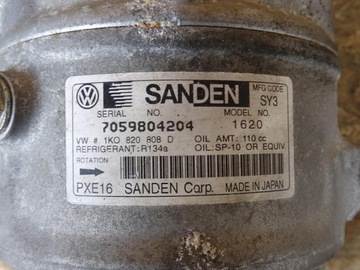 VW SANDEN MFG CODE
SY3
SERIAL NO. MODEL NO.
7059804204 1620
VW # 1K0 820 808 D OIL AMT: 110 cc
REFRIGERANT:R134a OIL:SP-10 OR EQUIV.
ROTATION
PXE16 SANDEN Corp. MADE IN JAPAN